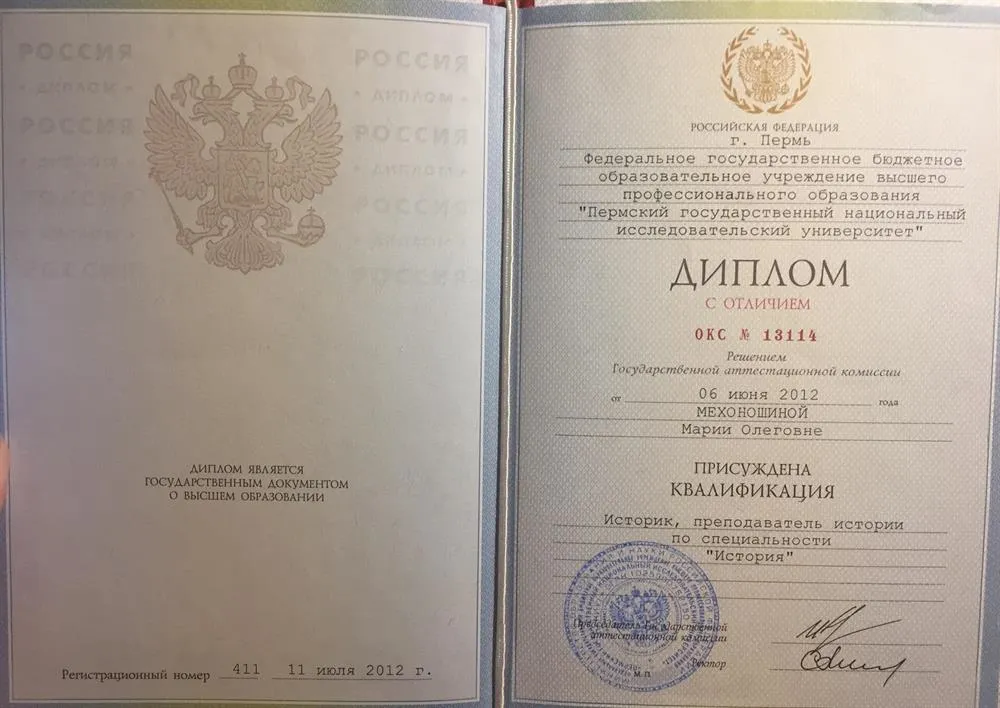 РОССИЯ РОССИЯ
ДИПЛОМ ДИПЛОМ
РОССИЯ РОССИЯ
ДИПЛОМ
РОССИЯ РОССИЯ
ДИПЛОМ
РОССИЯ РОССИЯ
ДИПЛОМ ЯВЛЯЕТСЯ
ГОСУДАРСТВЕННЫМ ДОКУМЕНТОМ
О ВЫСШЕМ ОБРАЗОВАНИИ
Регистрационный номер 411 11 июля 2012 г.
РОССИЙСКАЯ ФЕДЕРАЦИЯ
г. Пермь
Федеральное государственное бюджетное
образовательное учреждение высшего
профессионального образования
"Пермский государственный национальный
исследовательский университет"
ДИПЛОМ
С ОТЛИЧИЕМ
ОКС № 13114
Решением
Государственной аттестационной комиссии
от 06 июня 2012 года
МЕХОНОШИНОЙ
Марии Олеговне
ПРИСУЖДЕНА
КВАЛИФИКАЦИЯ
Историк, преподаватель истории
по специальности
"История"
Председатель Государственной
аттестационной комиссии
Ректор
М.П.